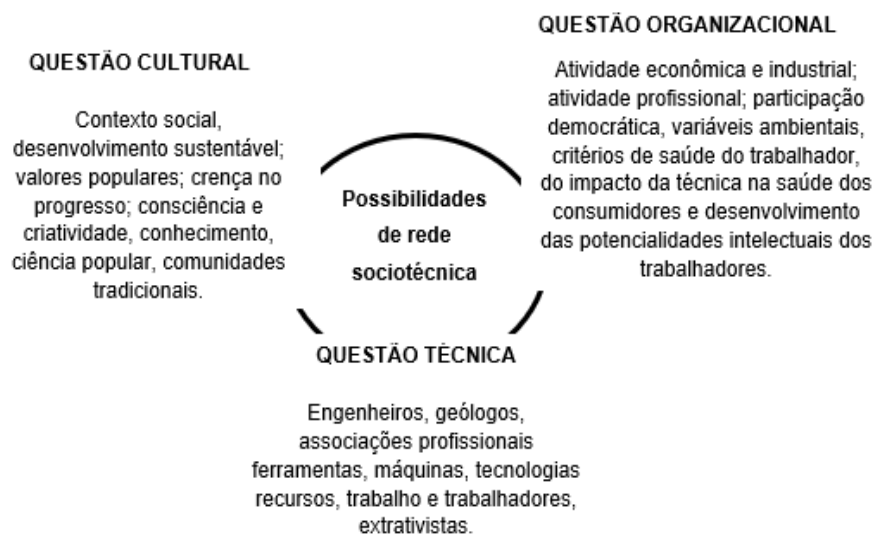 QUESTÃO CULTURAL
Contexto social,
desenvolvimento sustentável;
valores populares; crença no
progresso; consciência e
criatividade, conhecimento,
ciência popular, comunidades
tradicionais.
QUESTÃO ORGANIZACIONAL
Atividade econômica e industrial;
atividade profissional; participação
democrática, variáveis ambientais,
critérios de saúde do trabalhador,
do impacto da técnica na saúde dos
consumidores e desenvolvimento
das potencialidades intelectuais dos
trabalhadores.
Possibilidades
de rede
sociotécnica
QUESTÃO TÉCNICA
Engenheiros, geólogos,
associações profissionais
ferramentas, máquinas, tecnologias
recursos, trabalho e trabalhadores,
extrativistas.